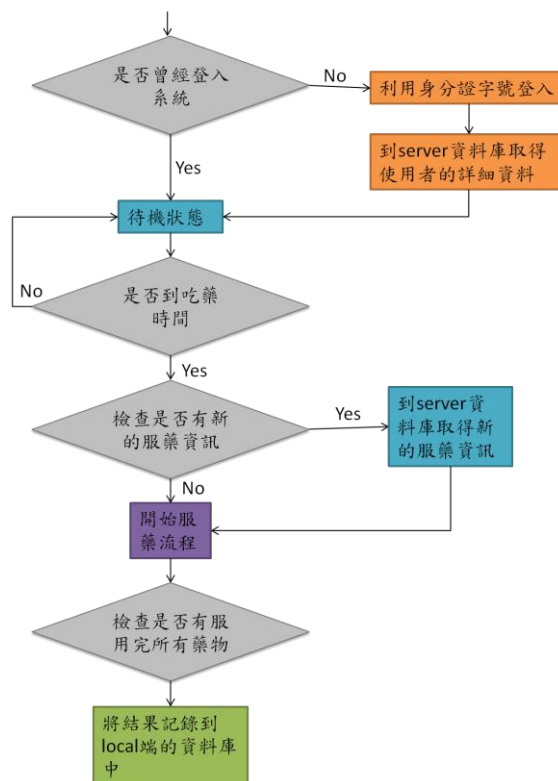 是否曾經登入
系統
No
利用身分證字號登入
到server資料庫取得
使用者的詳細資料
Yes
待機狀態
No
是否到吃藥
時間
Yes
檢查是否有新
的服藥資訊
Yes
到server資
料庫取得新
的服藥資訊
No
開始服
藥流程
檢查是否有服
用完所有藥物
將結果記錄到
local端的資料庫
中